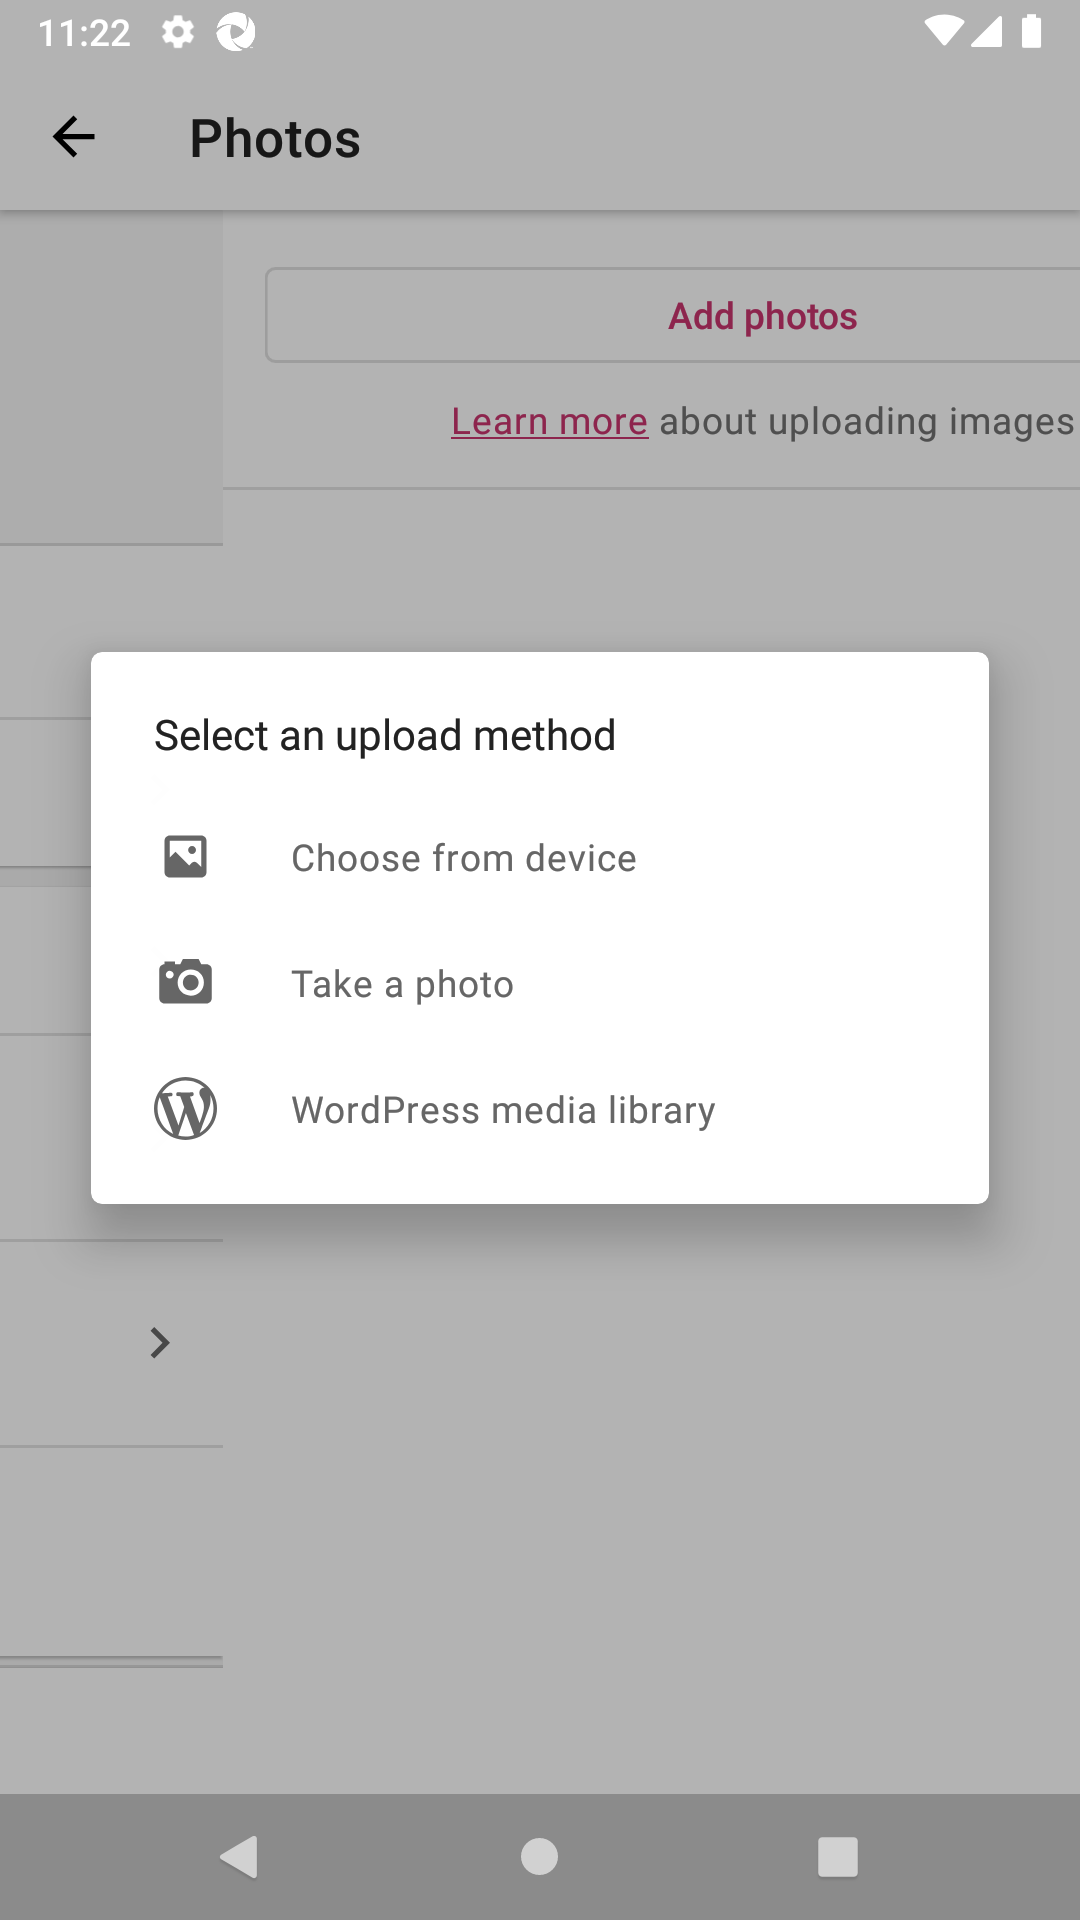 11:22
Photos
Add photos
Learn more about uploading images
Select an upload method
Choose from device
Take a photo
WordPress media library